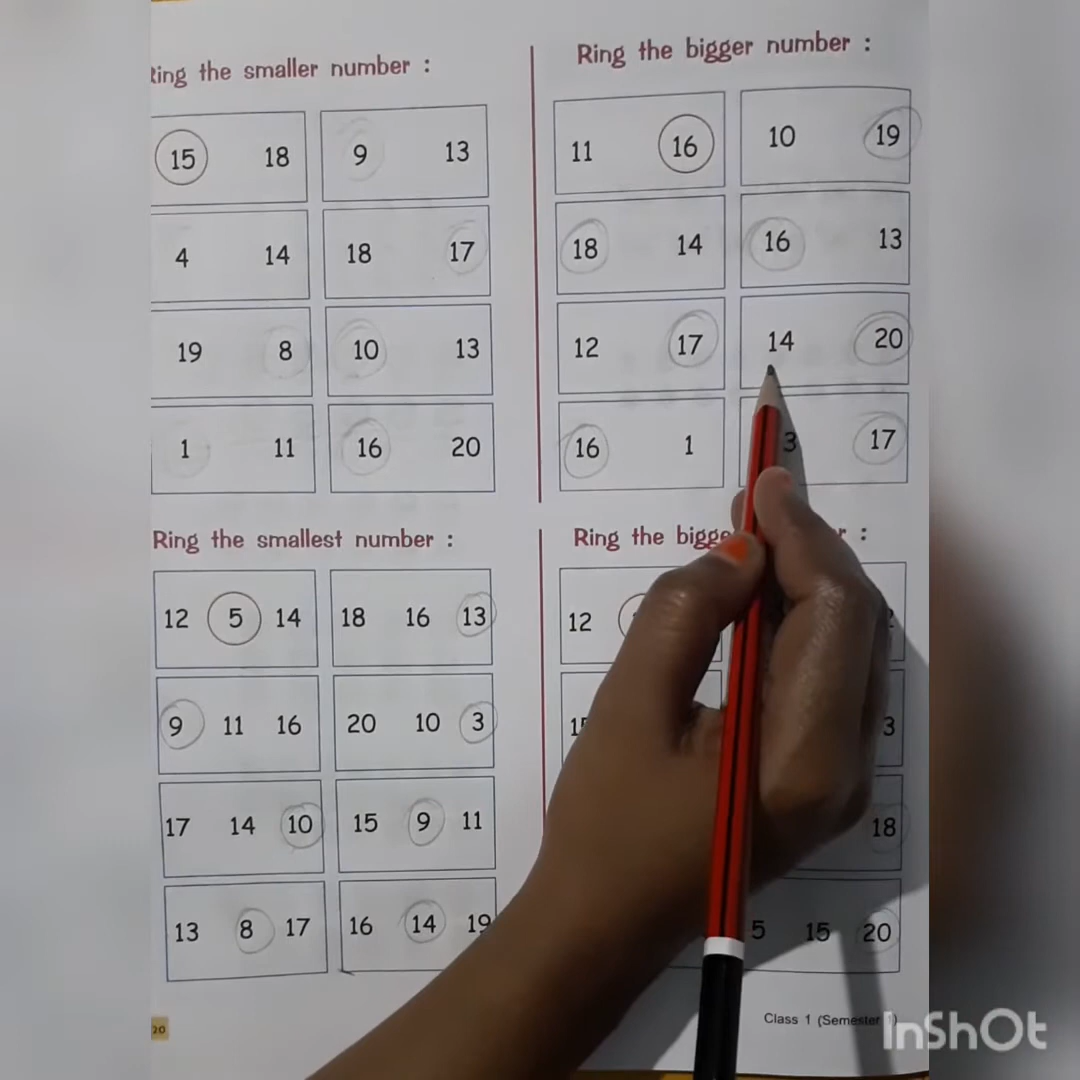 Ring the smaller number :
15 18 9 13
4 14 18 17
19 8 10 13
1 11 16 20
Ring the bigger number :
11 16 10 19
18 14 16 13
12 17 14 20
16 1 3 17
Ring the smallest number :
12 5 14 18 16 13
9 11 16 20 10 3
17 14 10 15 9 11
13 8 17 16 14 19
Ring the :
12
3
18
5 15 20
20
Class 1 (Semester
InShOt